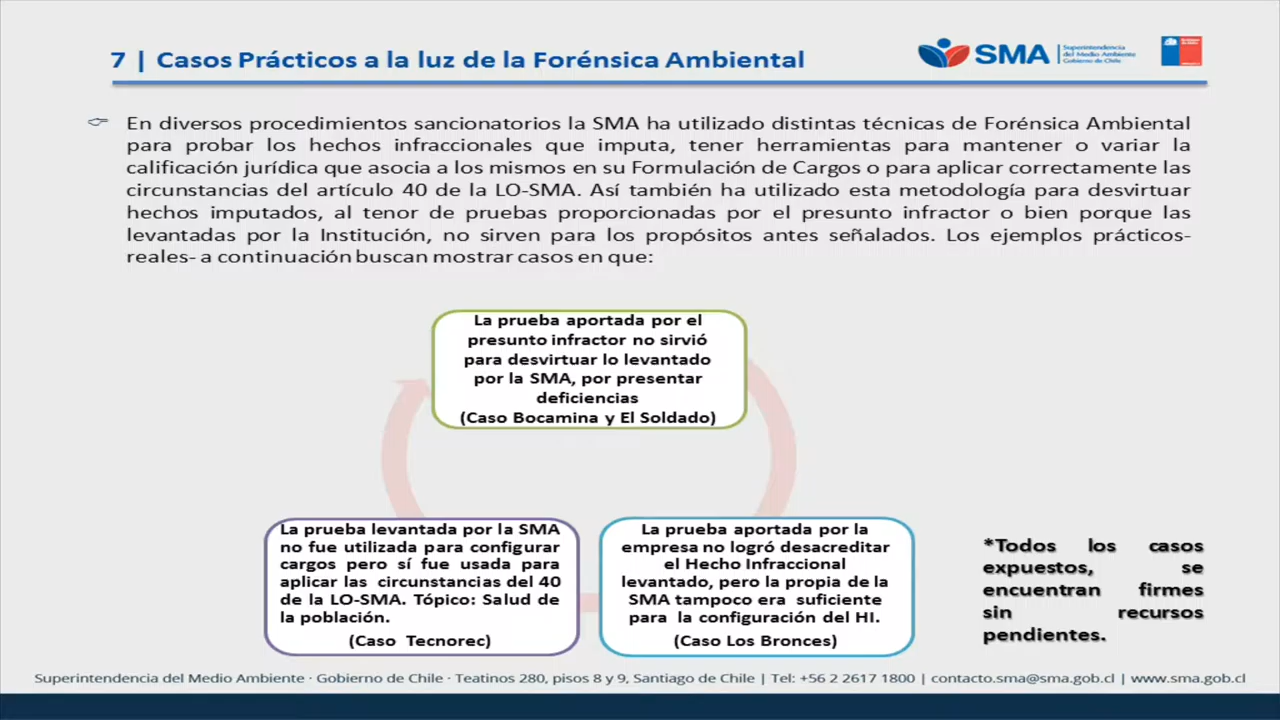 7 | Casos Prácticos a la luz de la Forénsica Ambiental
SMA
Superintendencia
del Medio Ambiente
Gobierno de Chile
En diversos procedimientos sancionatorios la SMA ha utilizado distintas técnicas de Forénsica Ambiental
para probar los hechos infraccionales que imputa, tener herramientas para mantener o variar la
calificación jurídica que asocia a los mismos en su Formulación de Cargos o para aplicar correctamente las
circunstancias del artículo 40 de la LO-SMA. Así también ha utilizado esta metodología para desvirtuar
hechos imputados, al tenor de pruebas proporcionadas por el presunto infractor o bien porque las
levantadas por la Institución, no sirven para los propósitos antes señalados. Los ejemplos prácticos-
reales- a continuación buscan mostrar casos en que:
La prueba aportada por el
presunto infractor no sirvió
para desvirtuar lo levantado
por la SMA, por presentar
deficiencias
(Caso Bocamina y El Soldado)
La prueba levantada por la SMA
no fue utilizada para configurar
cargos pero sí fue usada para
aplicar las circunstancias del 40
de la LO-SMA. Tópico: Salud de
la población.
(Caso Tecnorec)
La prueba aportada por la
empresa no logró desacreditar
el Hecho Infraccional
levantado, pero la propia de la
SMA tampoco era suficiente
para la configuración del HI.
(Caso Los Bronces)
*Todos los casos
expuestos, se
encuentran firmes
sin recursos
pendientes.
Superintendencia del Medio Ambiente · Gobierno de Chile · Teatinos 280, pisos 8 y 9, Santiago de Chile | Tel: +56 2 2617 1800 | contacto.sma@sma.gob.cl | www.sma.gob.cl